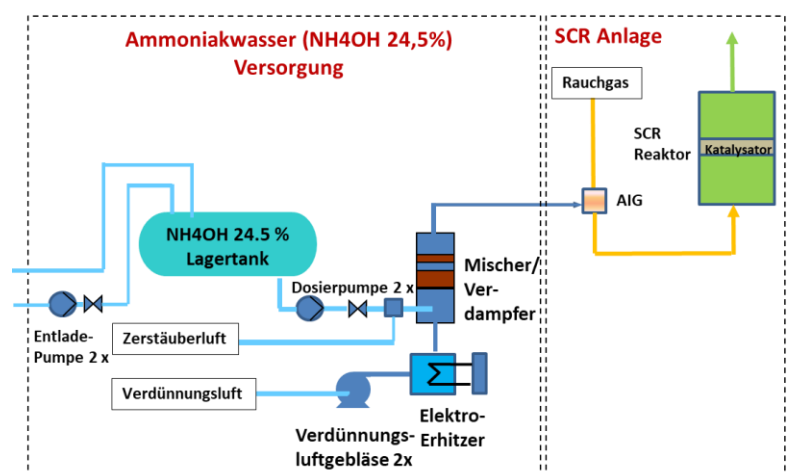 Ammoniakwasser (NH4OH 24,5%)
Versorgung
SCR Anlage
Rauchgas
SCR
Reaktor
Katalysator
AIG
NH4OH 24.5 %
Lagertank
Mischer/
Ver-
dampfer
Dosierpumpe 2 x
Entlade-
Pumpe 2 x
Zerstäuberluft
Verdünnungsluft
Elektro-
Erhitzer
Verdünnungs-
luftgebläse 2x